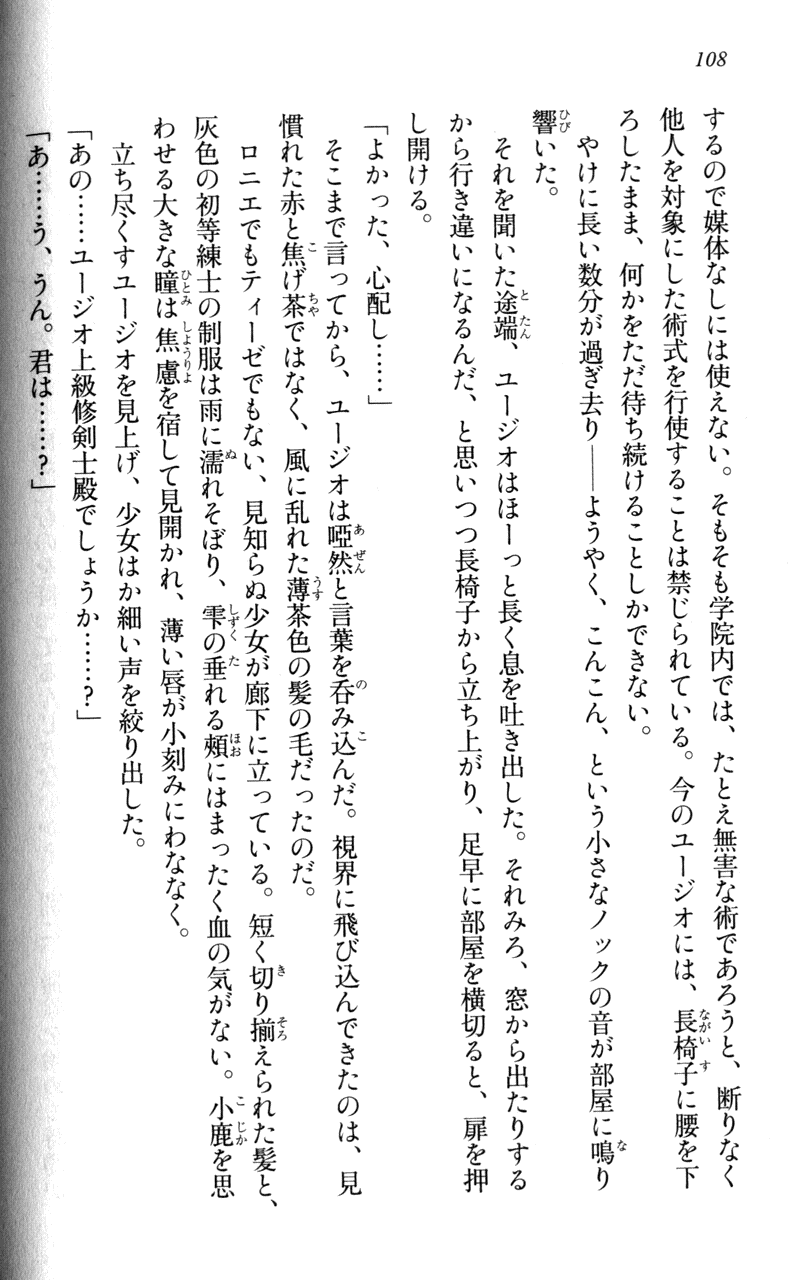 108
するので媒体なしには使えない。そもそも学院内では、たとえ無害な術であろうと、断りなく
他人を対象にした術式を行使することは禁じられている。今のユージオには、長椅子に腰を下
ろしたまま、何かをただ待ち続けることしかできない。
やけに長い数分が過ぎ去り――ようやく、こんこん、という小さなノックの音が部屋に鳴り
響いた。
それを聞いた途端、ユージオはほーっと長く息を吐き出した。それみろ、窓から出たりする
から行き違いになるんだ、と思いつつ長椅子から立ち上がり、足早に部屋を横切ると、扉を押
し開ける。
「よかった、心配し……」
そこまで言ってから、ユージオは啞然と言葉を呑み込んだ。視界に飛び込んできたのは、見
慣れた赤と焦げ茶ではなく、風に乱れた薄茶色の髪の毛だったのだ。
ロニエでもティーゼでもない、見知らぬ少女が廊下に立っている。短く切り揃えられた髪と、
灰色の初等練士の制服は雨に濡れそぼり、雫の垂れる頰にはまったく血の気がない。小鹿を思
わせる大きな瞳は焦慮を宿して見開かれ、薄い唇が小刻みにわななく。
立ち尽くすユージオを見上げ、少女はか細い声を絞り出した。
「あの……ユージオ上級修剣士殿でしょうか……?」
「あ……う、うん。君は……?」